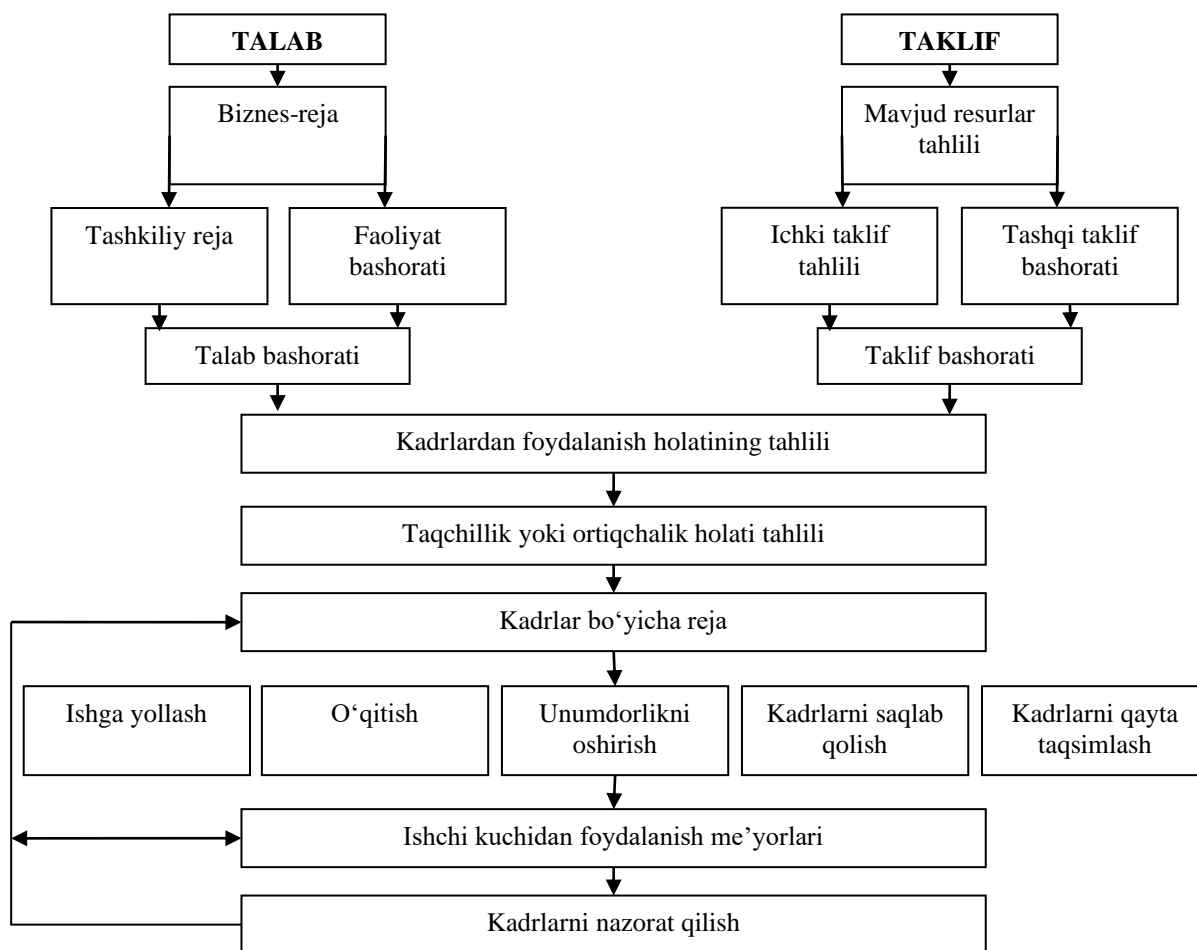 TALAB
TAKLIF
Biznes-reja
Mavjud resurlar
tahlili
Tashkiliy reja
Faoliyat
bashorati
Ichki taklif
tahlili
Tashqi taklif
bashorati
Talab bashorati
Taklif bashorati
Kadrlardan foydalanish holatining tahlili
Taqchillik yoki ortiqchalik holati tahlili
Kadrlar bo‘yicha reja
Ishga yollash
O‘qitish
Unumdorlikni
oshirish
Kadrlarni saqlab
qolish
Kadrlarni qayta
taqsimlash
Ishchi kuchidan foydalanish me’yorlari
Kadrlarni nazorat qilish